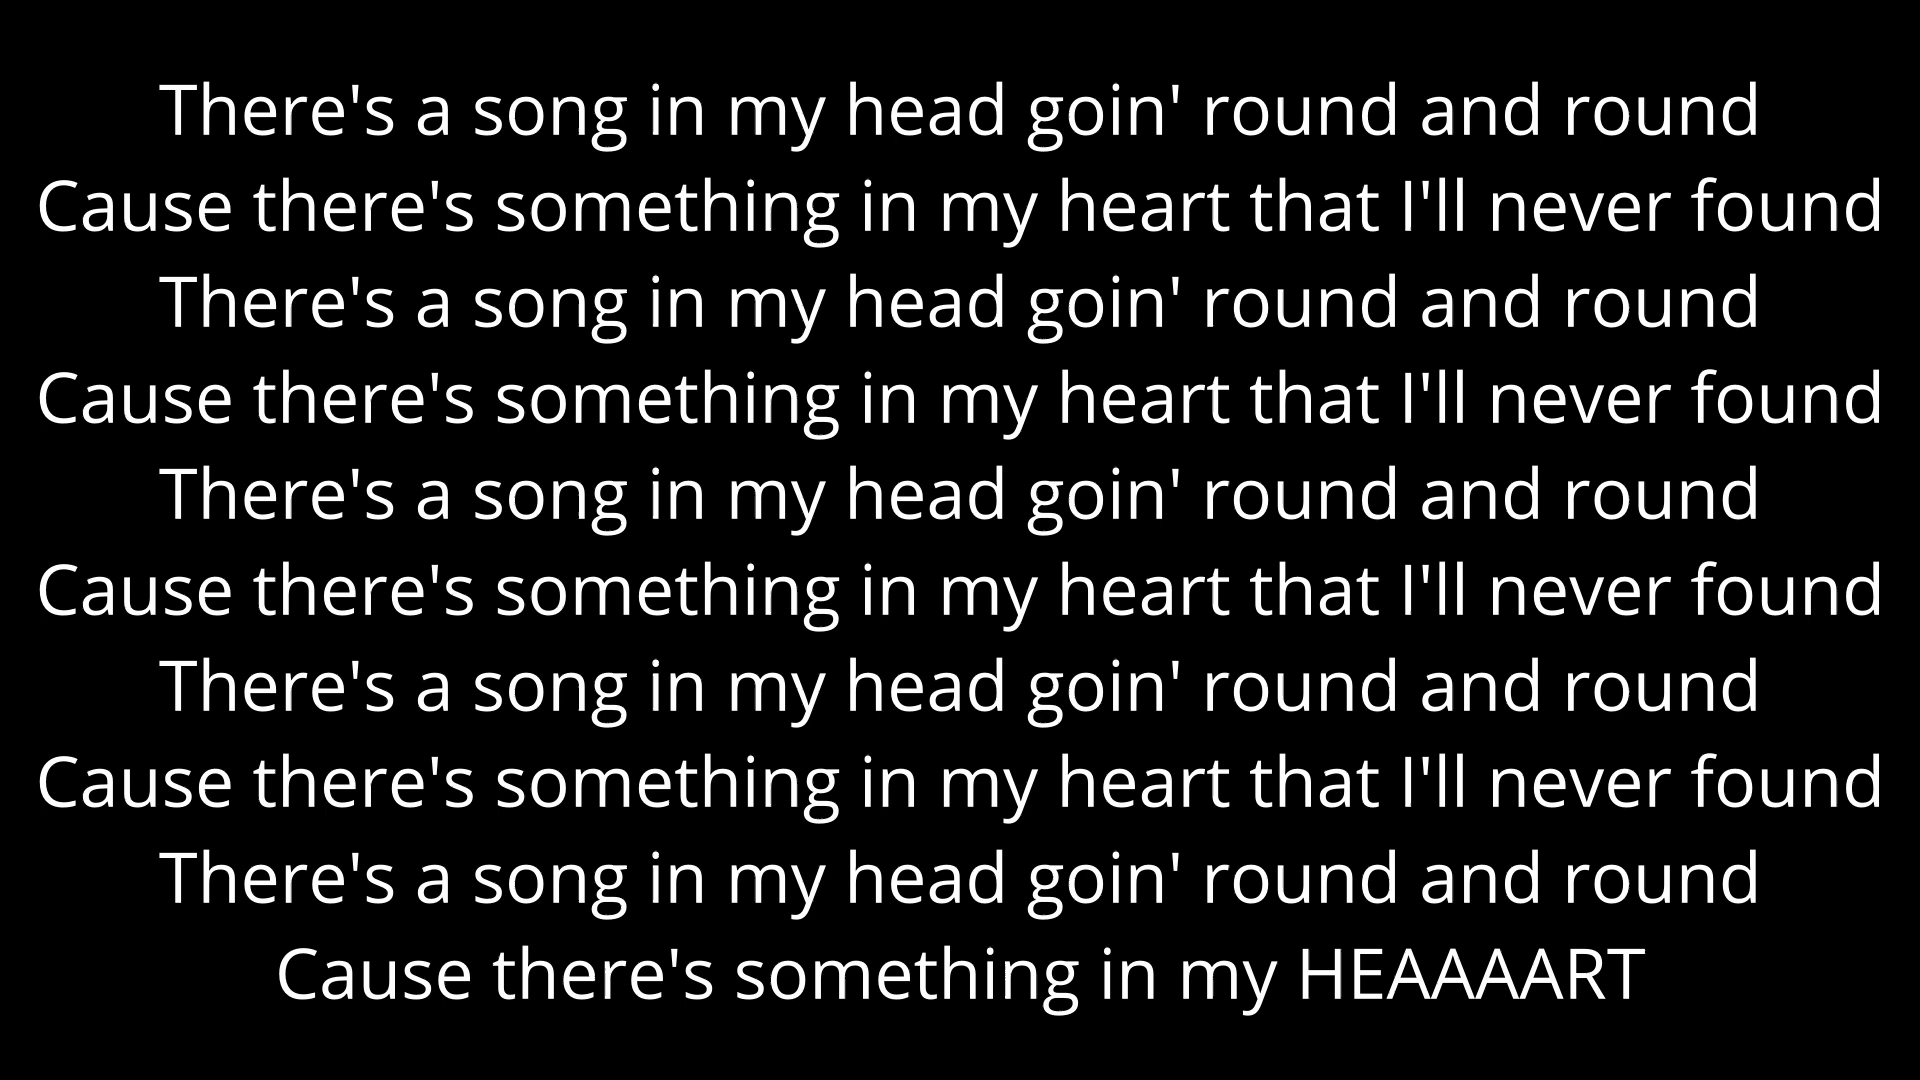 There's a song in my head goin' round and round
Cause there's something in my heart that I'll never found
There's a song in my head goin' round and round
Cause there's something in my heart that I'll never found
There's a song in my head goin' round and round
Cause there's something in my heart that I'll never found
There's a song in my head goin' round and round
Cause there's something in my heart that I'll never found
There's a song in my head goin' round and round
Cause there's something in my HEAAAART